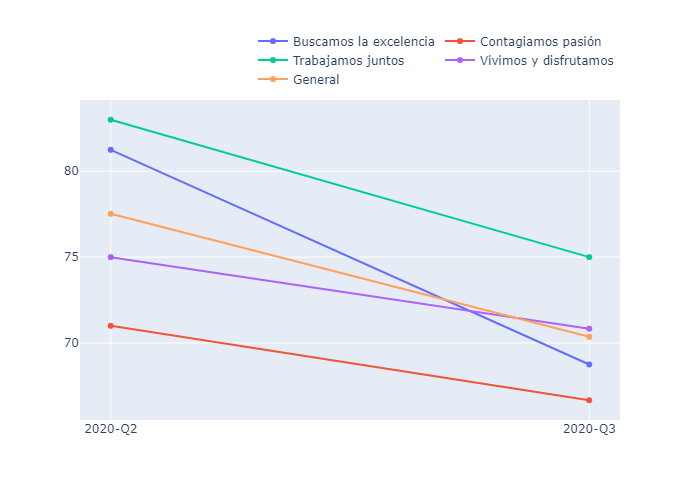 Buscamos la excelencia Contagiamos pasión
Trabajamos juntos Vivimos y disfrutamos
General
80
75
70
2020-Q2 2020-Q3